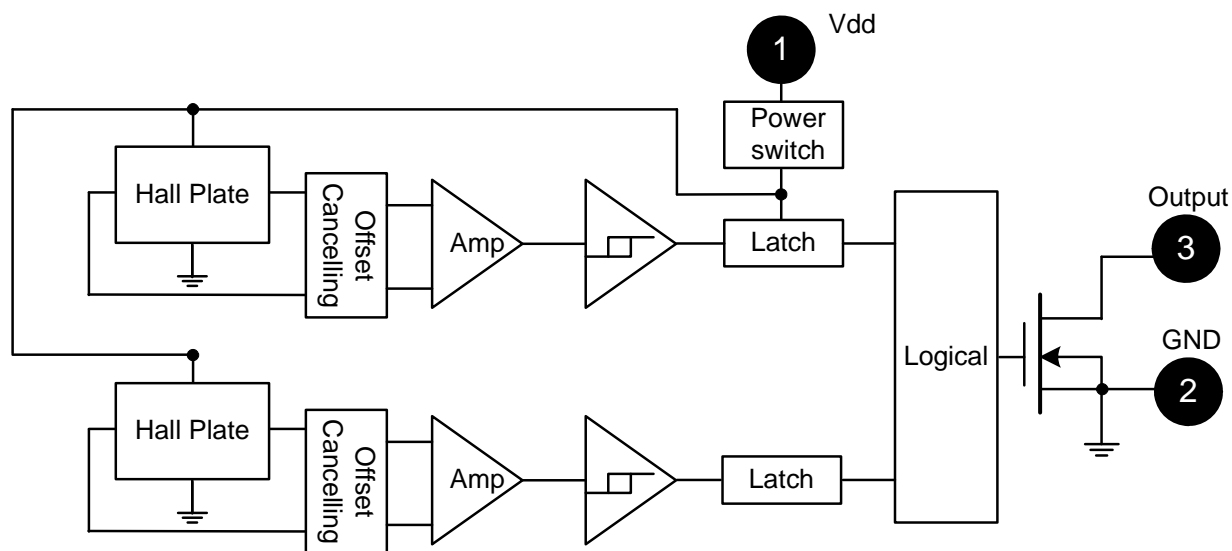 1
Vdd
Power
switch
Hall Plate
Offset
Cancelling
Amp
Latch
Output
3
Logical
GND
2
Hall Plate
Offset
Cancelling
Amp
Latch